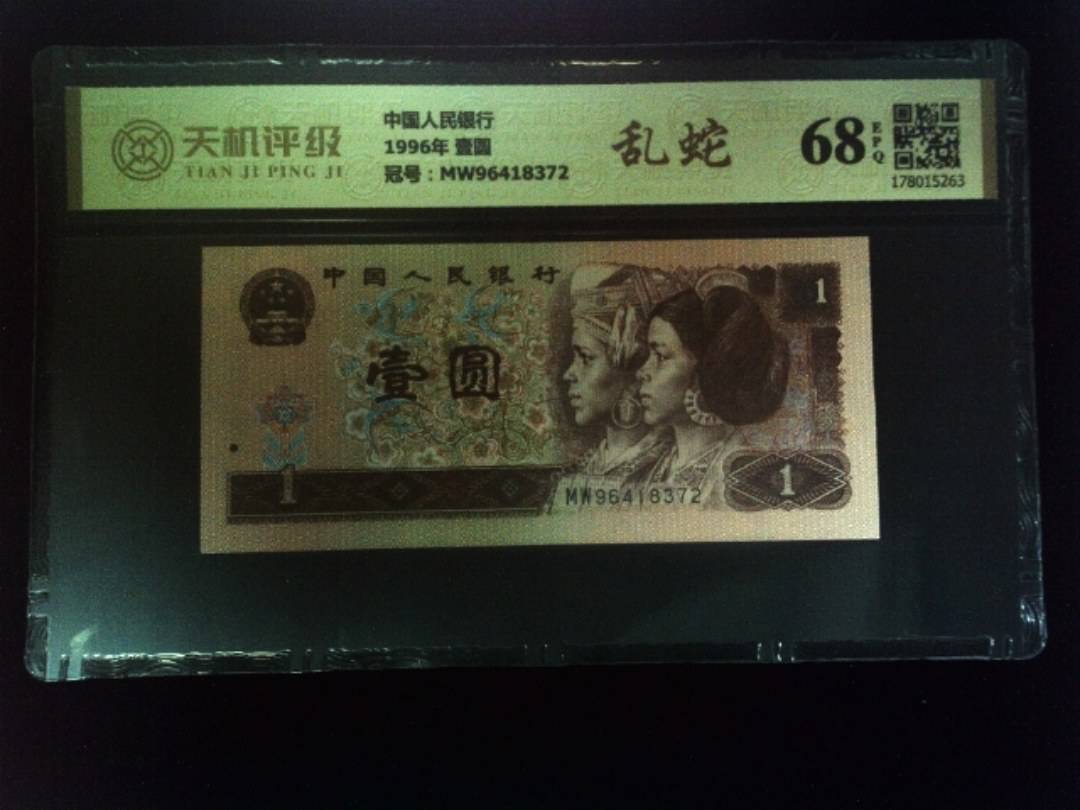 天机评级
TIAN JI PING JI
中国人民银行
1996年 壹圆
冠号：MW96418372
乱蛇
68
EPQ
178015263
中国人民银行
1
壹圆
1
MW96418372
1